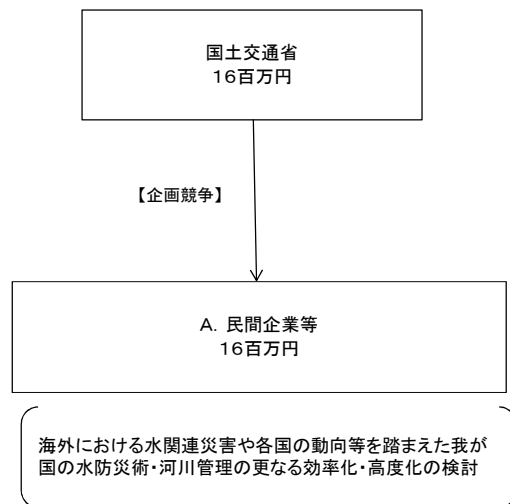 国土交通省
16百万円
【企画競争】
A. 民間企業等
16百万円
海外における水関連災害や各国の動向等を踏まえた我が
国の水防災術・河川管理の更なる効率化・高度化の検討